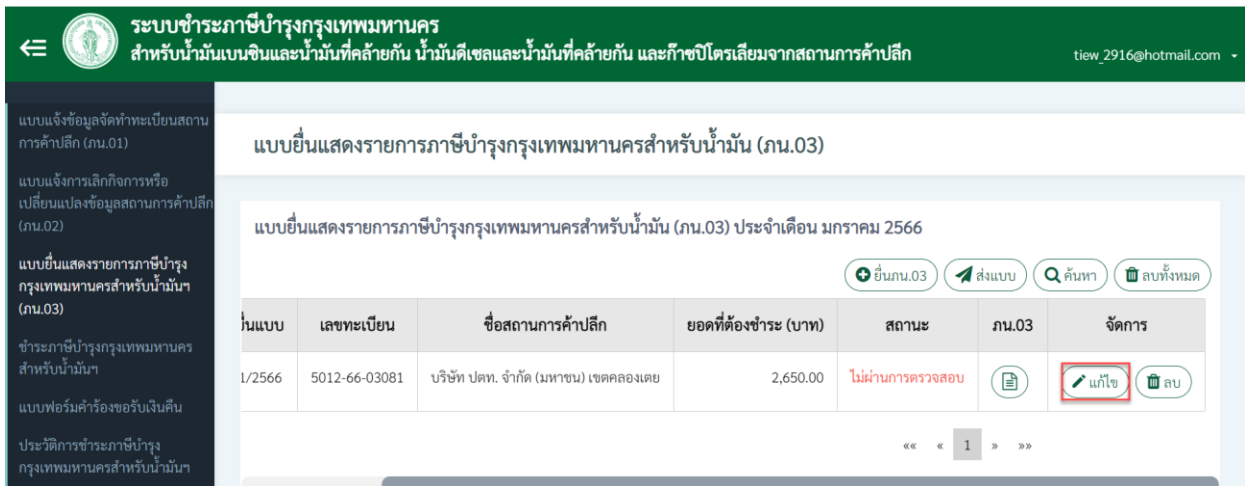 ระบบชำระภาษีบำรุงกรุงเทพมหานคร
สำหรับน้ำมันเบนซินและน้ำมันที่คล้ายกัน น้ำมันดีเซลและน้ำมันที่คล้ายกัน และก๊าซปิโตรเลียมจากสถานการค้าปลีก
tiew_2916@hotmail.com
แบบแจ้งข้อมูลจัดทำทะเบียนสถาน
การค้าปลีก (ภน.01)
แบบแจ้งการเลิกกิจการหรือ
เปลี่ยนแปลงข้อมูลสถานการค้าปลีก
(ภน.02)
แบบยื่นแสดงรายการภาษีบำรุง
กรุงเทพมหานครสำหรับน้ำมันฯ
(ภน.03)
ชำระภาษีบำรุงกรุงเทพมหานคร
สำหรับน้ำมันฯ
แบบฟอร์มคำร้องขอรับเงินคืน
ประวัติการชำระภาษีบำรุง
กรุงเทพมหานครสำหรับน้ำมันฯ
แบบยื่นแสดงรายการภาษีบำรุงกรุงเทพมหานครสำหรับน้ำมัน (ภน.03)
แบบยื่นแสดงรายการภาษีบำรุงกรุงเทพมหานครสำหรับน้ำมัน (ภน.03) ประจำเดือน มกราคม 2566
ยื่นภน.03 ส่งแบบ ค้นหา ลบทั้งหมด
ยื่นแบบ เลขทะเบียน ชื่อสถานการค้าปลีก ยอดที่ต้องชำระ (บาท) สถานะ ภน.03 จัดการ
1/2566 5012-66-03081 บริษัท ปตท. จำกัด (มหาชน) เขตคลองเตย 2,650.00 ไม่ผ่านการตรวจสอบ แก้ไข ลบ
«« « 1 » »»